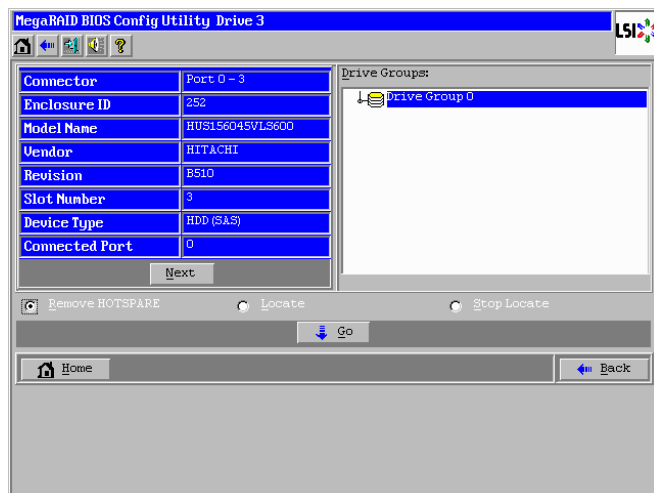 MegaRAID BIOS Config Utility Drive 3
LSI
Connector Port 0 - 3
Enclosure ID 252
Model Name HUS156045VLS600
Vendor HITACHI
Revision B510
Slot Number 3
Device Type HDD (SAS)
Connected Port 0
Next
Drive Groups:
Drive Group 0
Remove HOTSPARE Locate Stop Locate
Go
Home Back